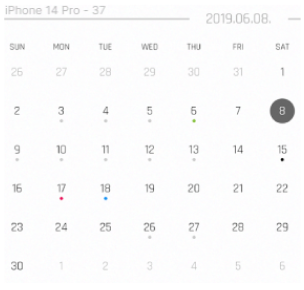 iPhone 14 Pro - 37
2019.06.08.
SUN MON TUE WED THU FRI SAT
26 27 28 29 30 31 1
2 3 4 5 6 7 8
9 10 11 12 13 14 15
16 17 18 19 20 21 22
23 24 25 26 27 28 29
30 1 2 3 4 5 6